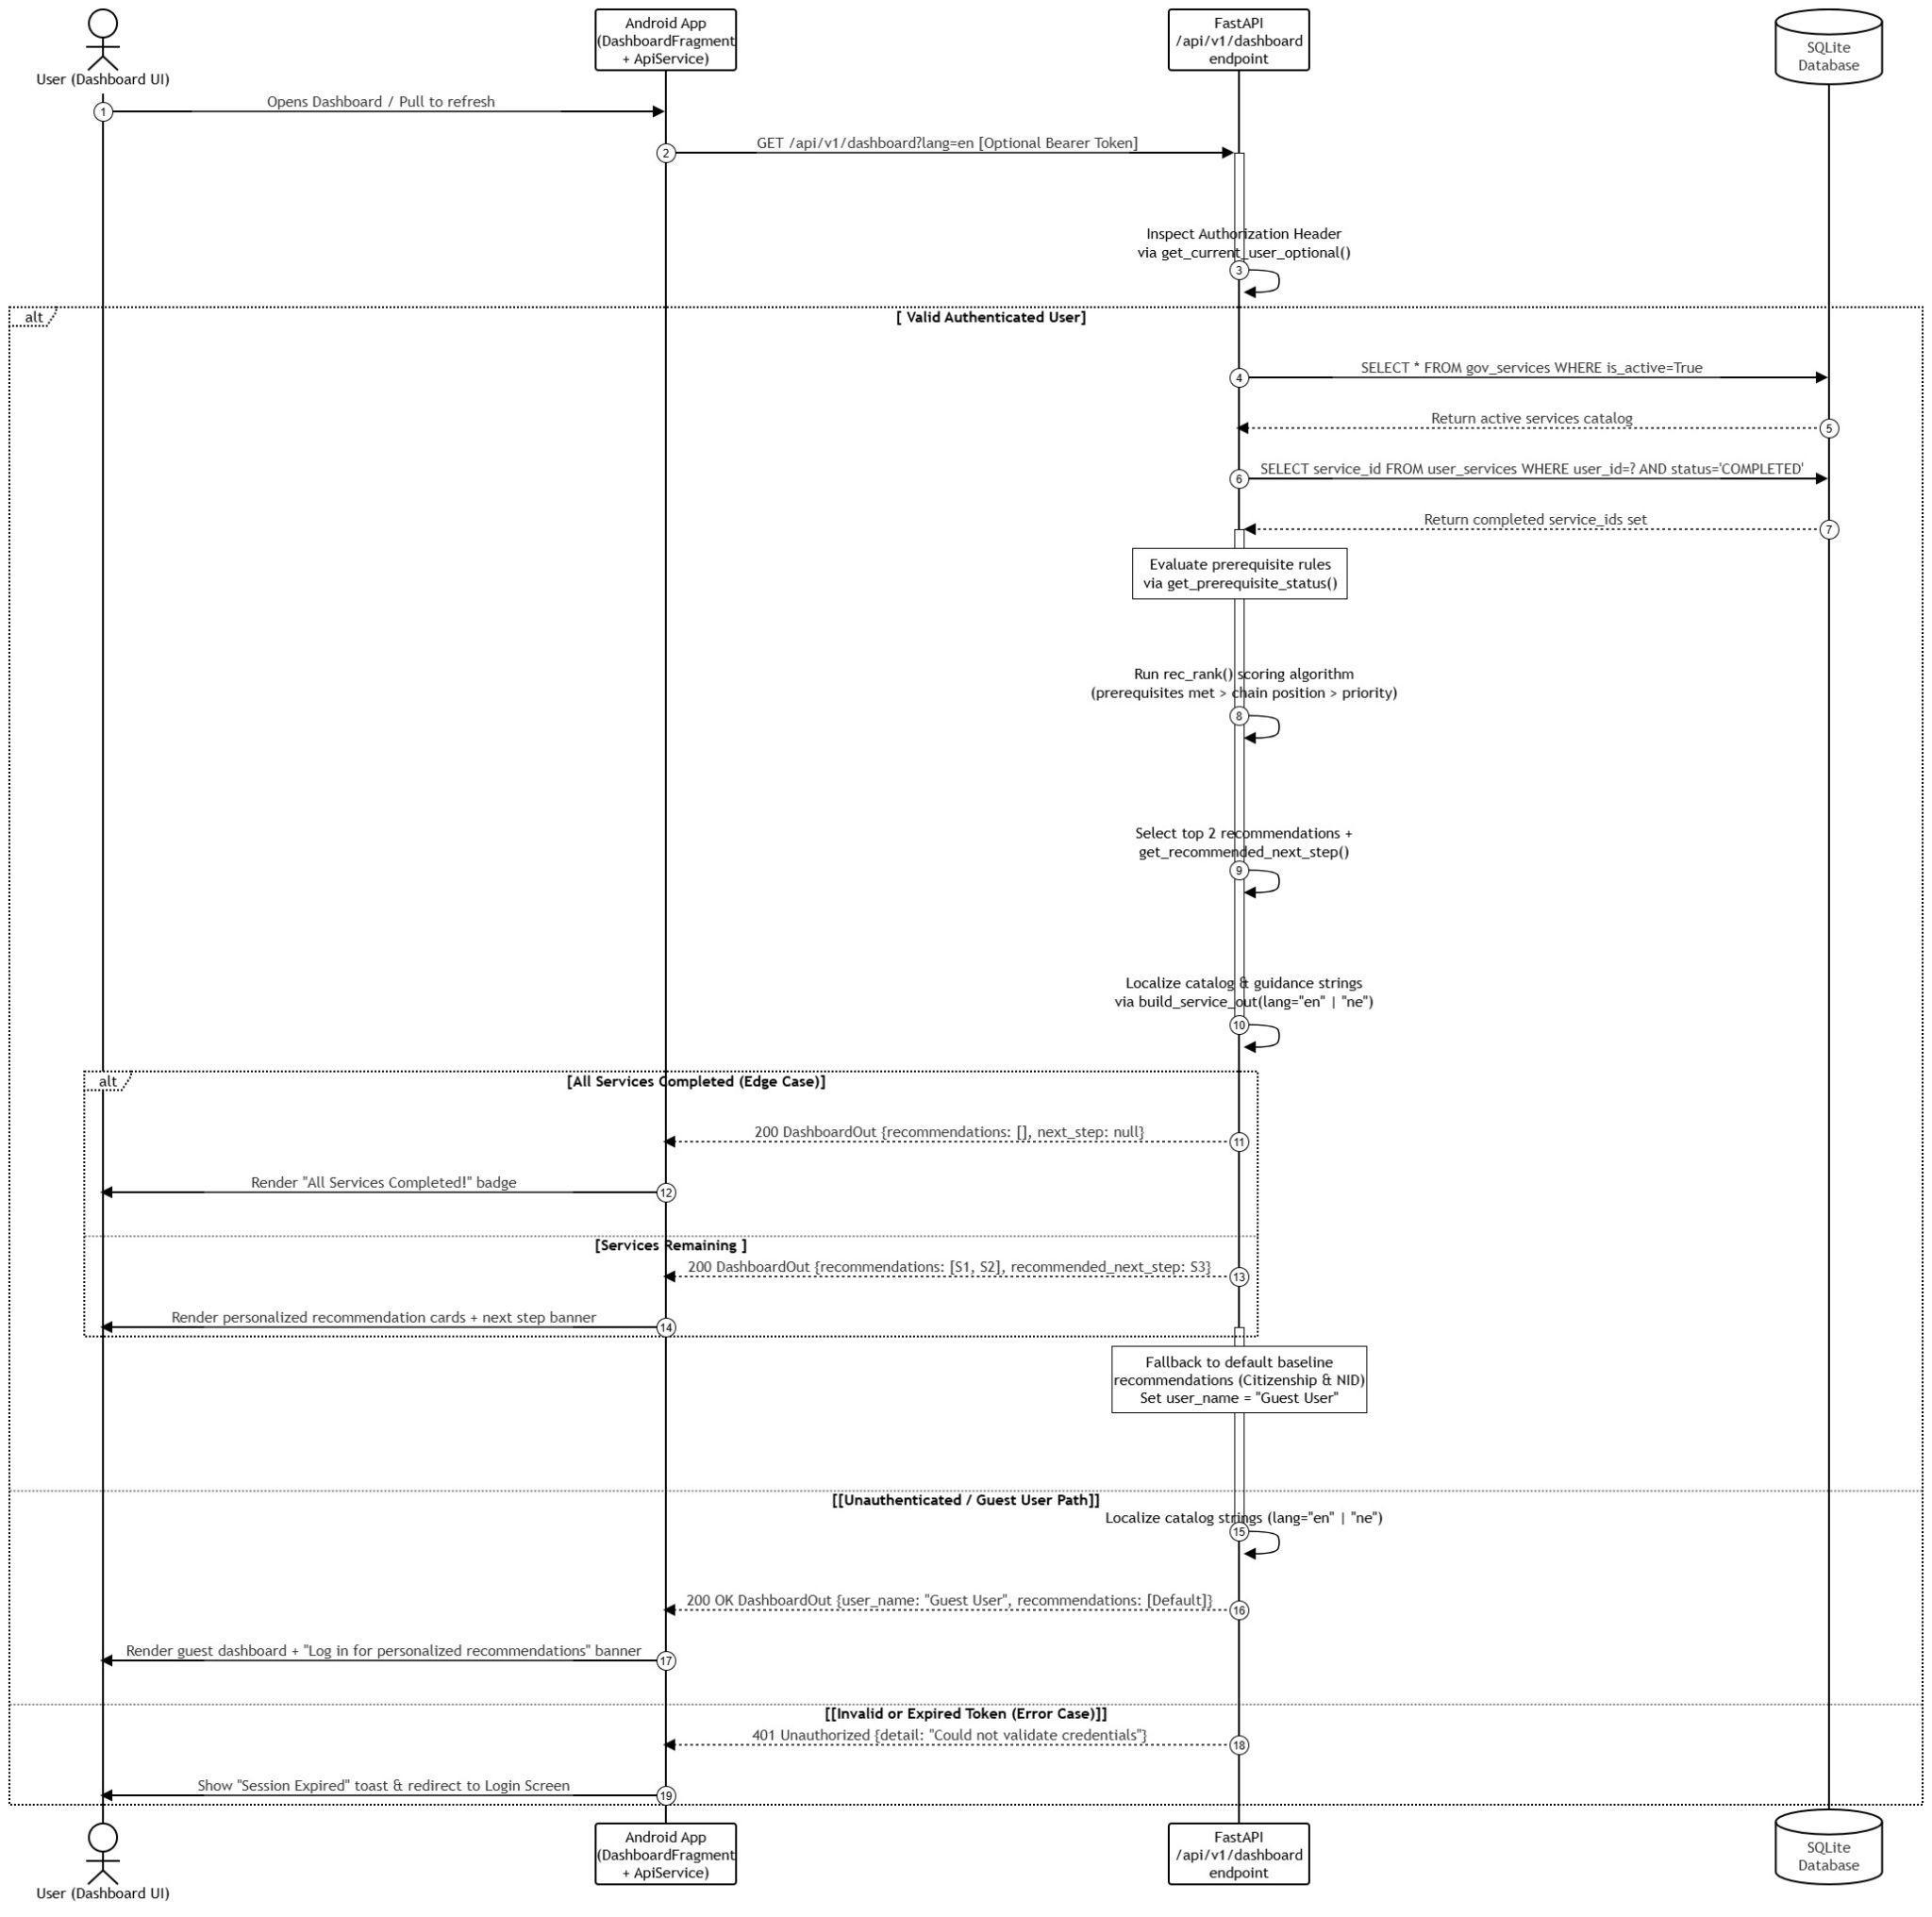 User (Dashboard UI)
Android App
(DashboardFragment
+ ApiService)
FastAPI
/api/v1/dashboard
endpoint
SQLite
Database
1
Opens Dashboard / Pull to refresh
2
GET /api/v1/dashboard?lang=en [Optional Bearer Token]
Inspect Authorization Header
via get_current_user_optional()
3
alt
[ Valid Authenticated User]
4
SELECT * FROM gov_services WHERE is_active=True
Return active services catalog
5
6
SELECT service_id FROM user_services WHERE user_id=? AND status='COMPLETED'
Return completed service_ids set
7
Evaluate prerequisite rules
via get_prerequisite_status()
Run rec_rank() scoring algorithm
(prerequisites met > chain position > priority)
8
Select top 2 recommendations +
get_recommended_next_step()
9
Localize catalog & guidance strings
via build_service_out(lang="en" | "ne")
10
alt
[All Services Completed (Edge Case)]
200 DashboardOut {recommendations: [], next_step: null}
11
Render "All Services Completed!" badge
12
[Services Remaining ]
200 DashboardOut {recommendations: [S1, S2], recommended_next_step: S3}
13
Render personalized recommendation cards + next step banner
14
Fallback to default baseline
recommendations (Citizenship & NID)
Set user_name = "Guest User"
[[Unauthenticated / Guest User Path]]
Localize catalog strings (lang="en" | "ne")
15
200 OK DashboardOut {user_name: "Guest User", recommendations: [Default]}
16
Render guest dashboard + "Log in for personalized recommendations" banner
17
[[Invalid or Expired Token (Error Case)]]
401 Unauthorized {detail: "Could not validate credentials"}
18
Show "Session Expired" toast & redirect to Login Screen
19
User (Dashboard UI)
Android App
(DashboardFragment
+ ApiService)
FastAPI
/api/v1/dashboard
endpoint
SQLite
Database